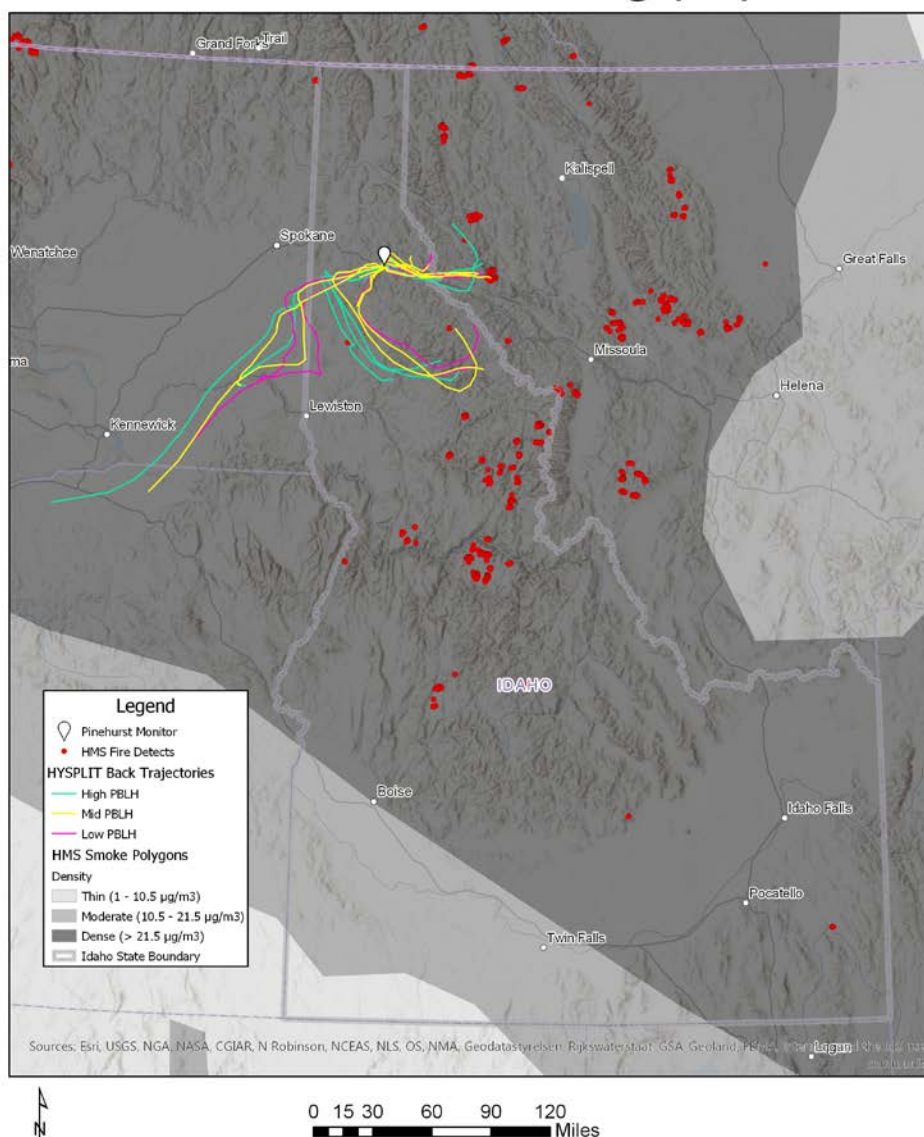 Grand Forks
Trail
Kalispell
Spokane
Wenatchee
Great Falls
ma
Missoula
Helena
Lewiston
Kennewick
IDAHO
Legend
Pinehurst Monitor
HMS Fire Detects
HYSPLIT Back Trajectories
High PBLH
Mid PBLH
Low PBLH
HMS Smoke Polygons
Density
Thin (1 - 10.5 µg/m3)
Moderate (10.5 - 21.5 µg/m3)
Dense (> 21.5 µg/m3)
Idaho State Boundary
Boise
Idaho Falls
Pocatello
Twin Falls
Sources: Esri, USGS, NGA, NASA, CGIAR, N Robinson, NCEAS, NLS, OS, NMA, Geodatastyrelsen, Rijkswaterstaat, GSA, Geoland,
Logan
N
0 15 30 60 90 120
Miles